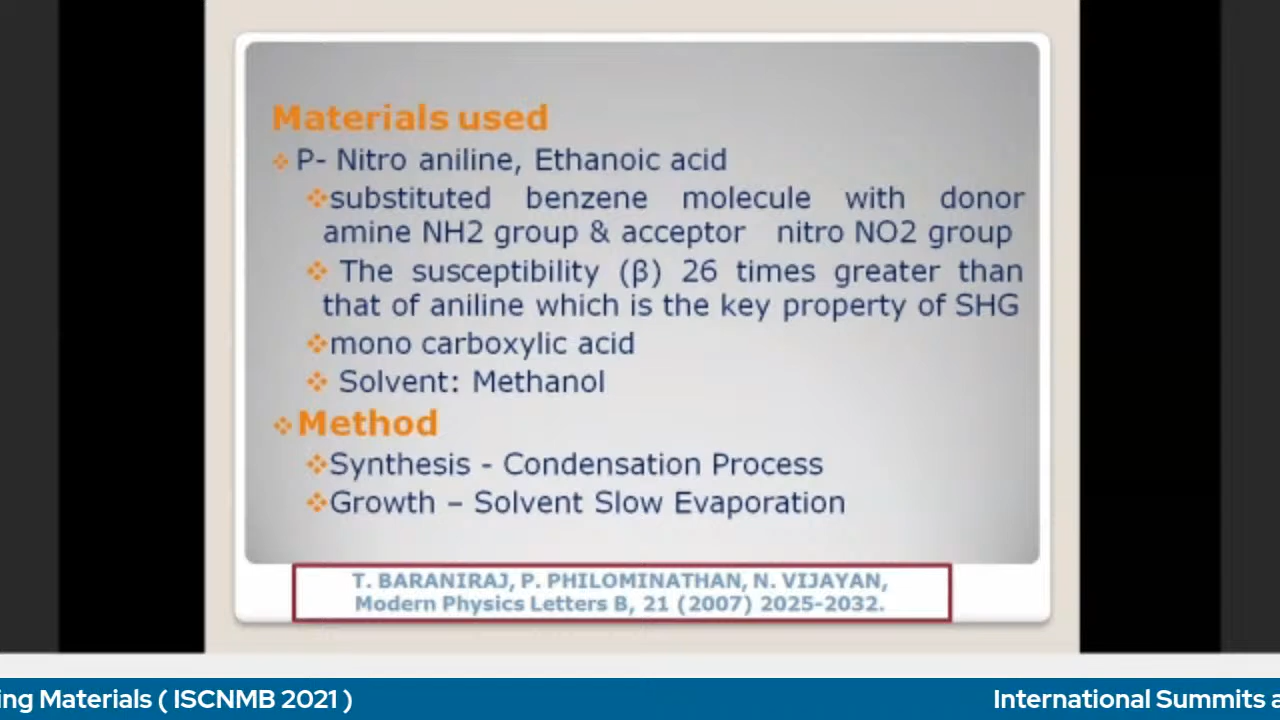 Materials used
P- Nitro aniline, Ethanoic acid
substituted benzene molecule with donor
amine NH2 group & acceptor nitro NO2 group
The susceptibility (β) 26 times greater than
that of aniline which is the key property of SHG
mono carboxylic acid
Solvent: Methanol
Method
Synthesis - Condensation Process
Growth – Solvent Slow Evaporation
T. BARANIRAJ, P. PHILOMINATHAN, N. VIJAYAN,
Modern Physics Letters B, 21 (2007) 2025-2032.
ing Materials ( ISCNMB 2021 ) International Summits a